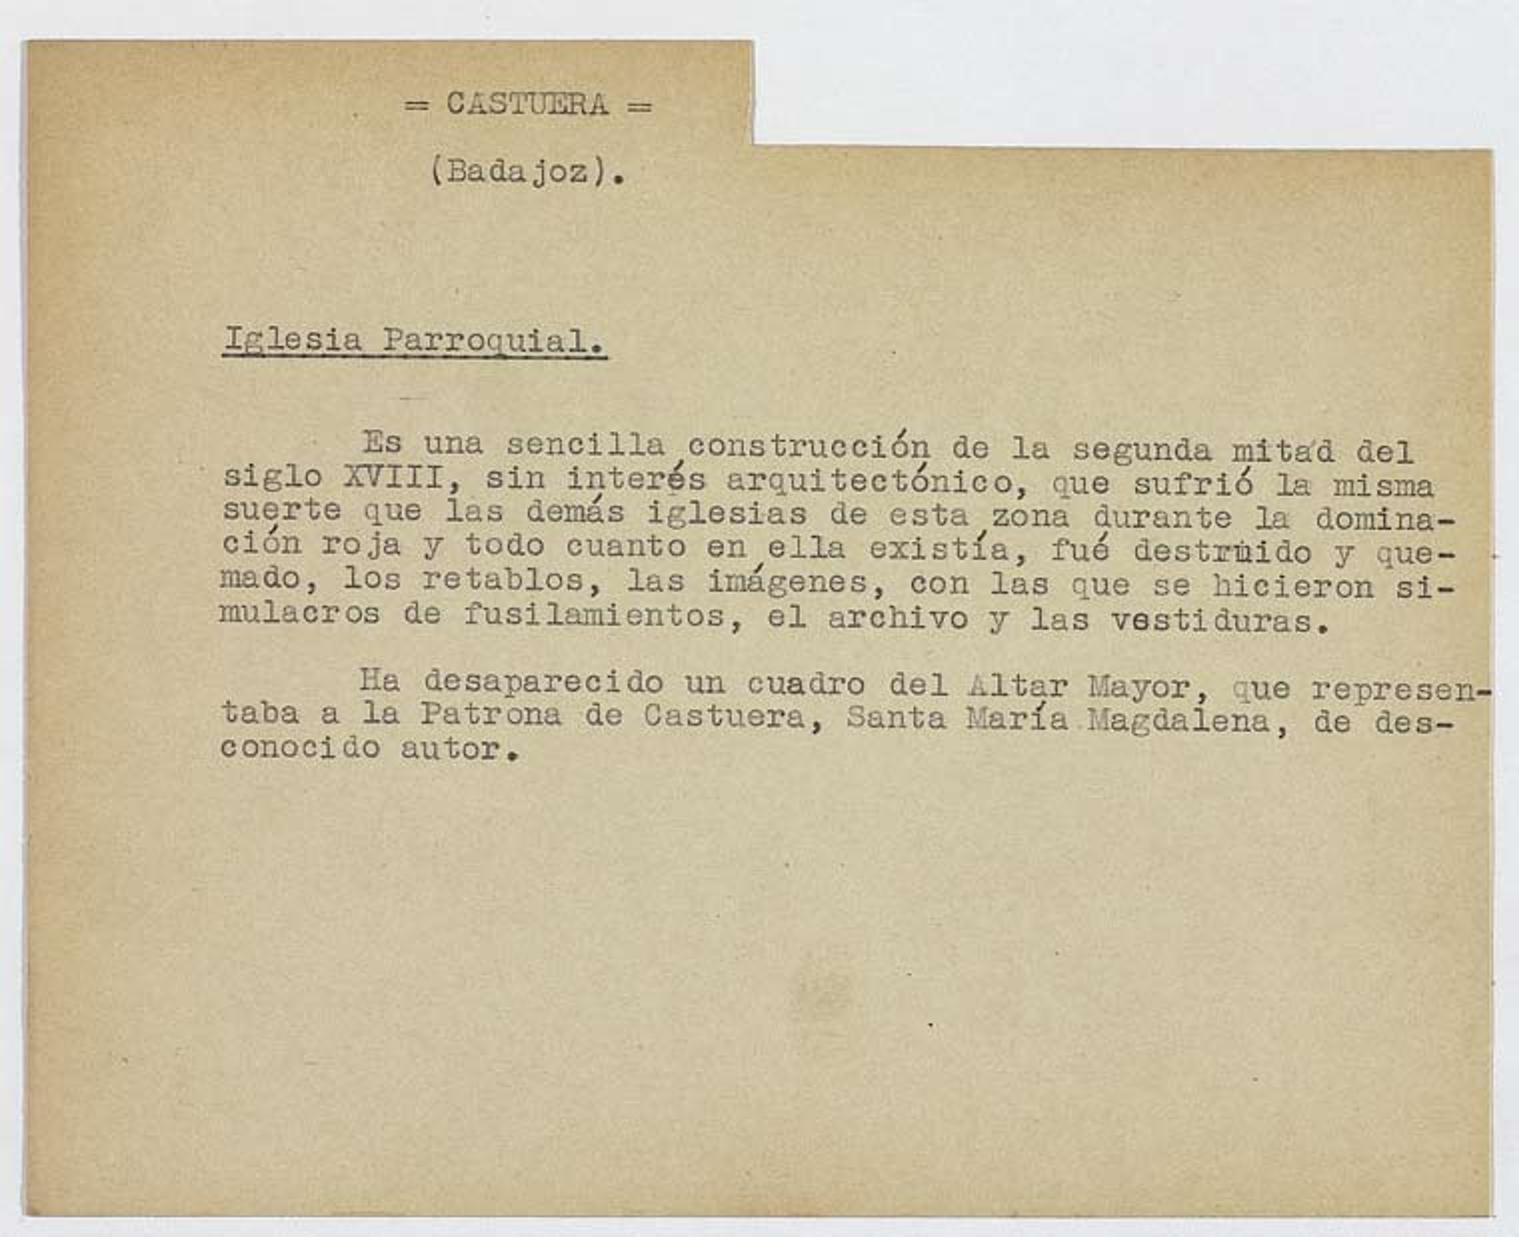 = CASTUERA =
(Badajoz).
Iglesia Parroquial.
Es una sencilla construcción de la segunda mitad del
siglo XVIII, sin interés arquitectónico, que sufrió la misma
suerte que las demás iglesias de esta zona durante la domina-
ción roja y todo cuanto en ella existía, fué destruido y que-
mado, los retablos, las imágenes, con las que se hicieron si-
mulacros de fusilamientos, el archivo y las vestiduras.
Ha desaparecido un cuadro del Altar Mayor, que represen-
taba a la Patrona de Castuera, Santa María Magdalena, de des-
conocido autor.